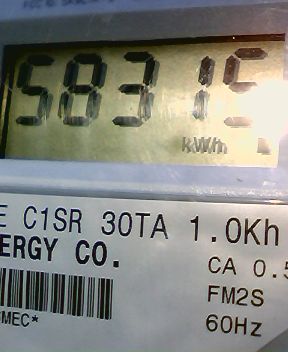 58315
kWh
E C1SR 30TA 1.0Kh
ERGY CO.
CA 0.5
FM2S
60Hz
MEC*